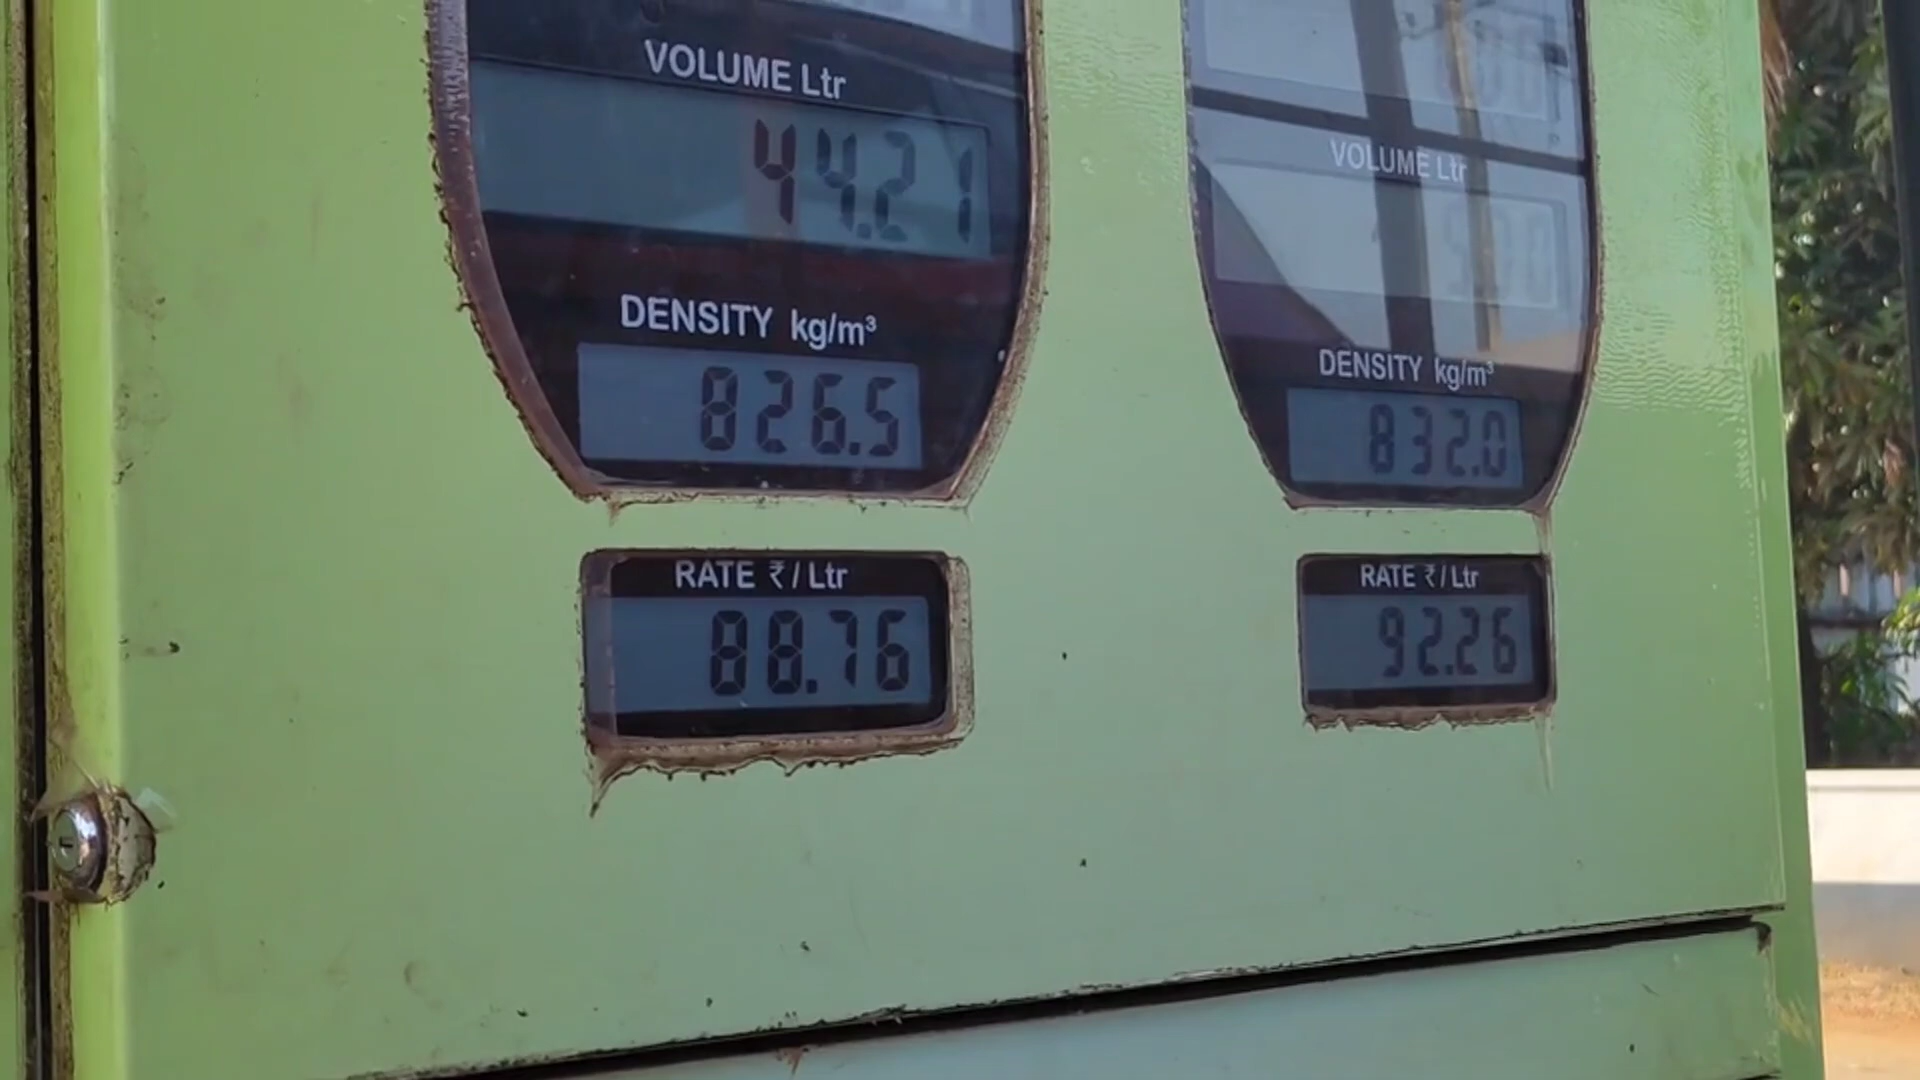 VOLUME Ltr
44.21
DENSITY kg/m³
826.5
RATE ₹/Ltr
88.76
VOLUME Ltr
DENSITY kg/m³
832.0
RATE ₹/Ltr
92.26